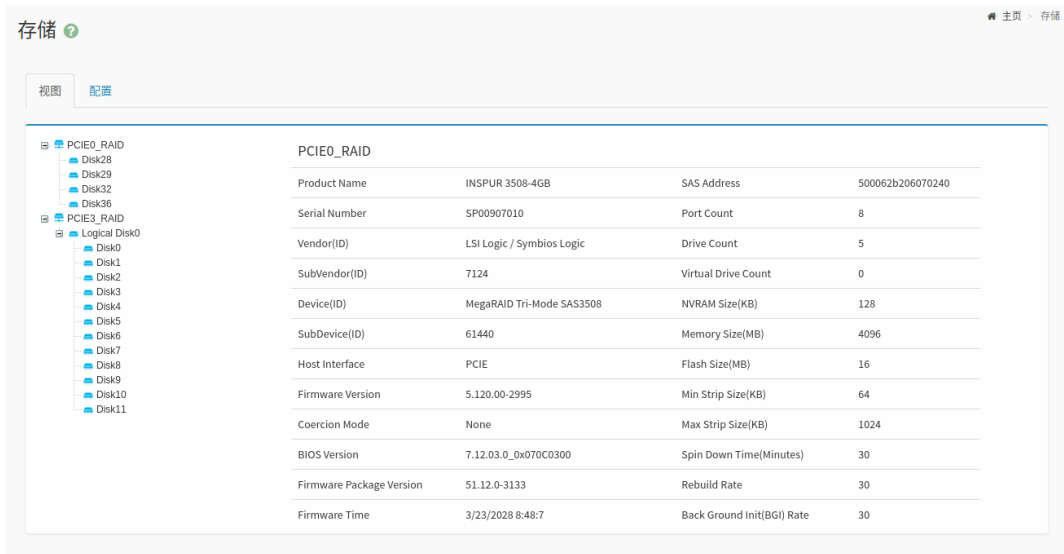 存储
主页 > 存储
视图 配置
PCIE0_RAID
Disk28
Disk29
Disk32
Disk36
PCIE3_RAID
Logical Disk0
Disk0
Disk1
Disk2
Disk3
Disk4
Disk5
Disk6
Disk7
Disk8
Disk9
Disk10
Disk11
PCIE0_RAID
Product Name INSPUR 3508-4GB SAS Address 500062b206070240
Serial Number SP00907010 Port Count 8
Vendor(ID) LSI Logic / Symbios Logic Drive Count 5
SubVendor(ID) 7124 Virtual Drive Count 0
Device(ID) MegaRAID Tri-Mode SAS3508 NVRAM Size(KB) 128
SubDevice(ID) 61440 Memory Size(MB) 4096
Host Interface PCIE Flash Size(MB) 16
Firmware Version 5.120.00-2995 Min Strip Size(KB) 64
Coercion Mode None Max Strip Size(KB) 1024
BIOS Version 7.12.03.0_0x070C0300 Spin Down Time(Minutes) 30
Firmware Package Version 51.12.0-3133 Rebuild Rate 30
Firmware Time 3/23/2028 8:48:7 Back Ground Init(BGI) Rate 30